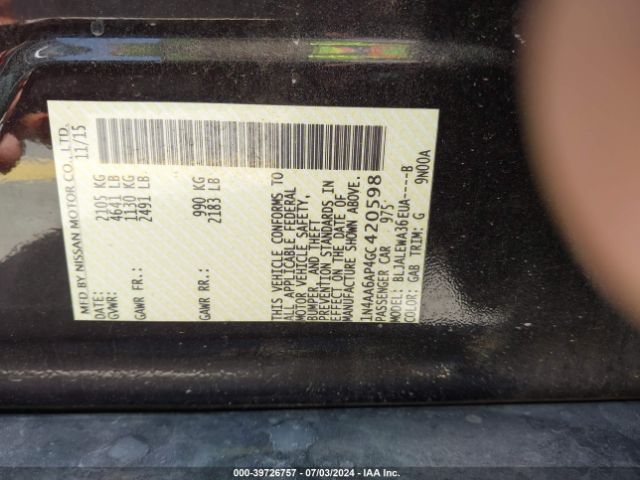 MFD BY NISSAN MOTOR CO., LTD.
DATE: 11/15
GVWR: 2105 KG
4641 LB
GAWR FR.: 1130 KG
2491 LB
GAWR RR.: 990 KG
2183 LB
THIS VEHICLE CONFORMS TO
ALL APPLICABLE FEDERAL
MOTOR VEHICLE SAFETY,
BUMPER, AND THEFT
PREVENTION STANDARDS IN
EFFECT ON THE DATE OF
MANUFACTURE SHOWN ABOVE.
1N4AA6AP4GC420598
PASSENGER CAR 975
MODEL: BLJALEWA36EUA-----B
COLOR: GAB TRIM: G 9N00A
000-39726757 - 07/03/2024 - IAA Inc.